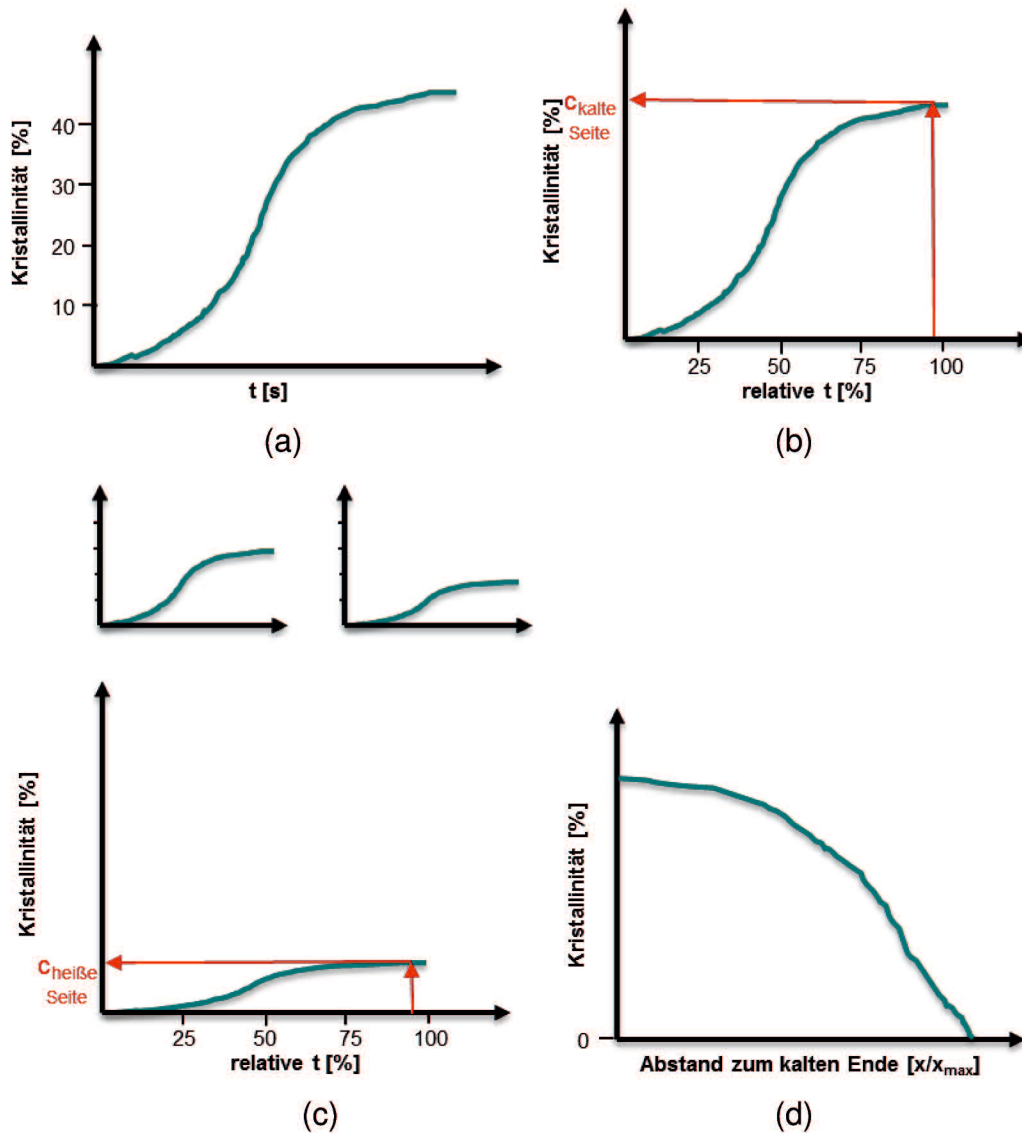 Kristallinität [%]
40
30
20
10
t [s]
(a)
Kristallinität [%]
Ckalte
Seite
25 50 75 100
relative t [%]
(b)
Kristallinität [%]
Cheiße
Seite
25 50 75 100
relative t [%]
(c)
Kristallinität [%]
0
Abstand zum kalten Ende [x/xmax]
(d)